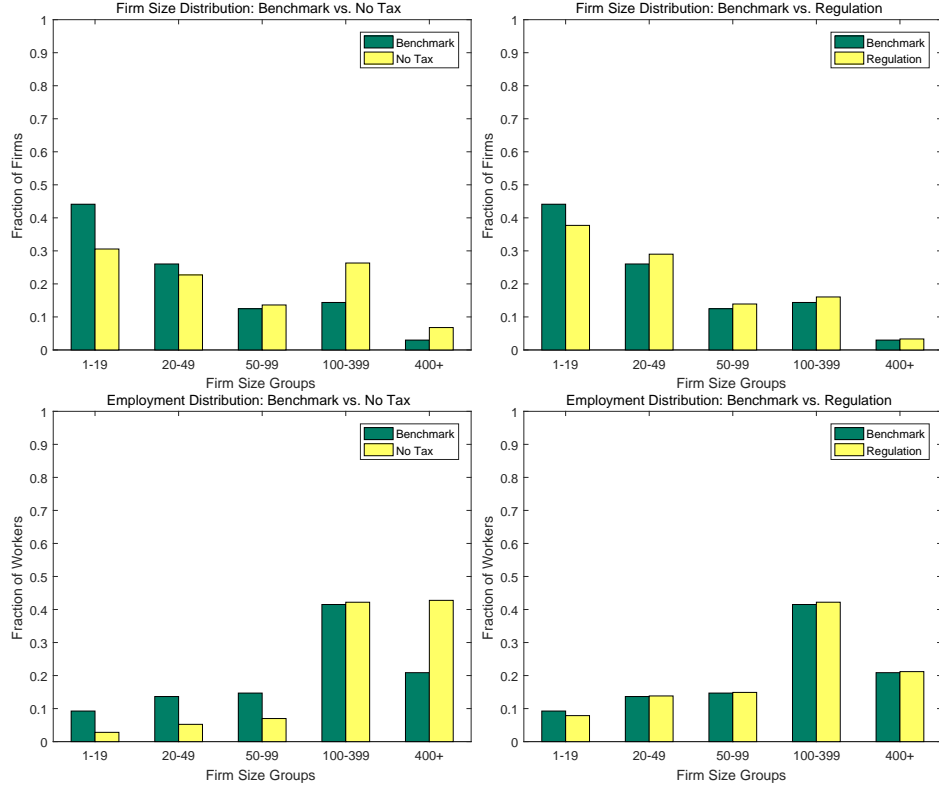 Firm Size Distribution: Benchmark vs. No Tax
1
0.9
0.8
0.7
0.6
0.5
0.4
0.3
0.2
0.1
0
Fraction of Firms
Benchmark
No Tax
1-19 20-49 50-99 100-399 400+
Firm Size Groups
Firm Size Distribution: Benchmark vs. Regulation
1
0.9
0.8
0.7
0.6
0.5
0.4
0.3
0.2
0.1
0
Fraction of Firms
Benchmark
Regulation
1-19 20-49 50-99 100-399 400+
Firm Size Groups
Employment Distribution: Benchmark vs. No Tax
1
0.9
0.8
0.7
0.6
0.5
0.4
0.3
0.2
0.1
0
Fraction of Workers
Benchmark
No Tax
1-19 20-49 50-99 100-399 400+
Firm Size Groups
Employment Distribution: Benchmark vs. Regulation
1
0.9
0.8
0.7
0.6
0.5
0.4
0.3
0.2
0.1
0
Fraction of Workers
Benchmark
Regulation
1-19 20-49 50-99 100-399 400+
Firm Size Groups